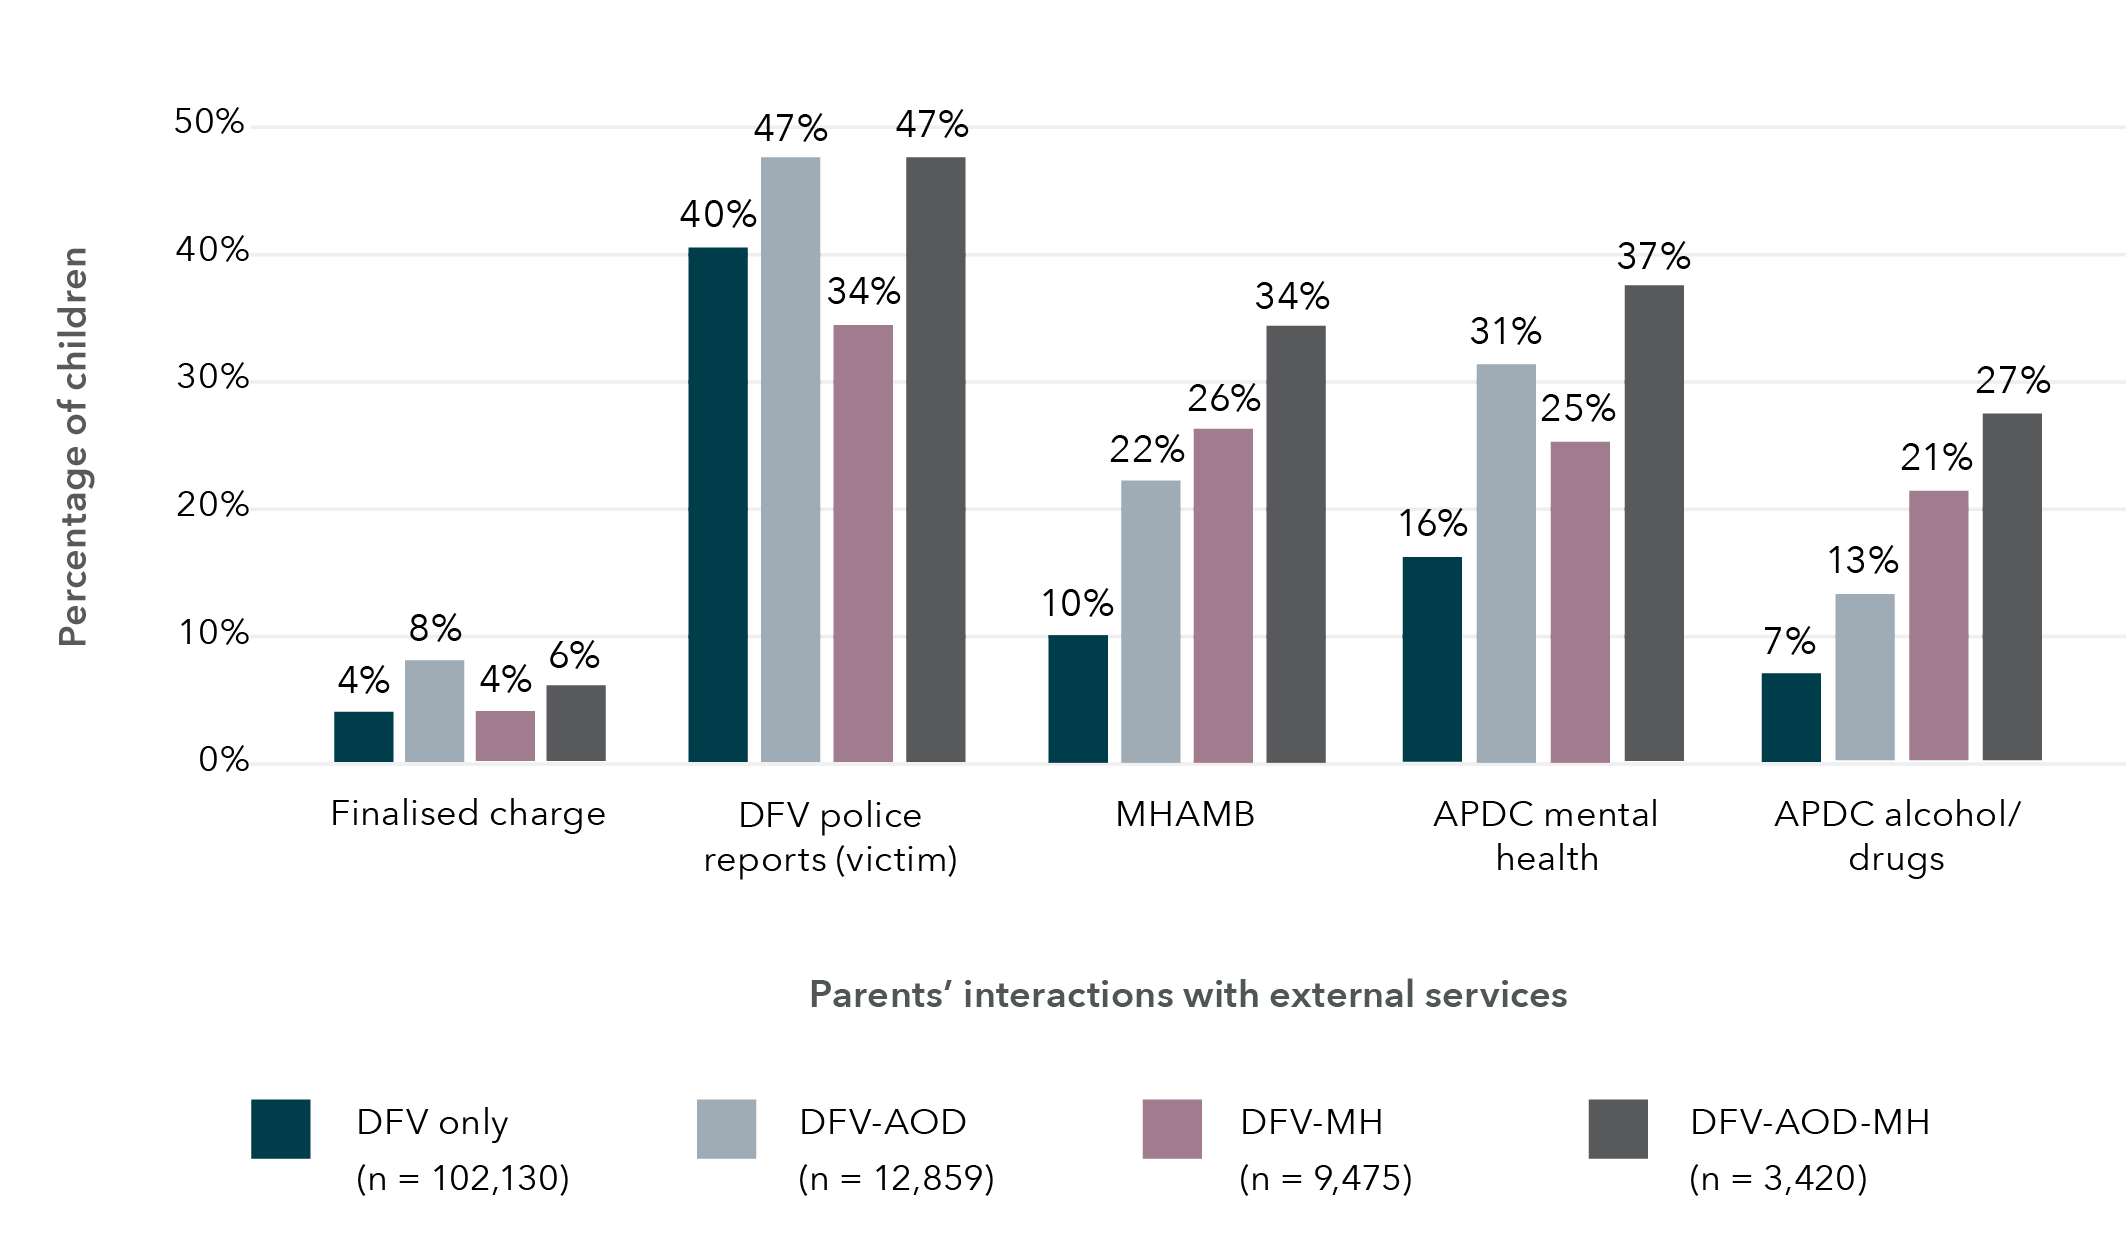 Percentage of children
50%
40%
30%
20%
10%
0%
4%
8%
4%
6%
40%
47%
34%
47%
10%
22%
26%
34%
16%
31%
25%
37%
7%
13%
21%
27%
Finalised charge
DFV police
reports (victim)
MHAMB
APDC mental
health
APDC alcohol/
drugs
Parents’ interactions with external services
DFV only
(n = 102,130)
DFV-AOD
(n = 12,859)
DFV-MH
(n = 9,475)
DFV-AOD-MH
(n = 3,420)